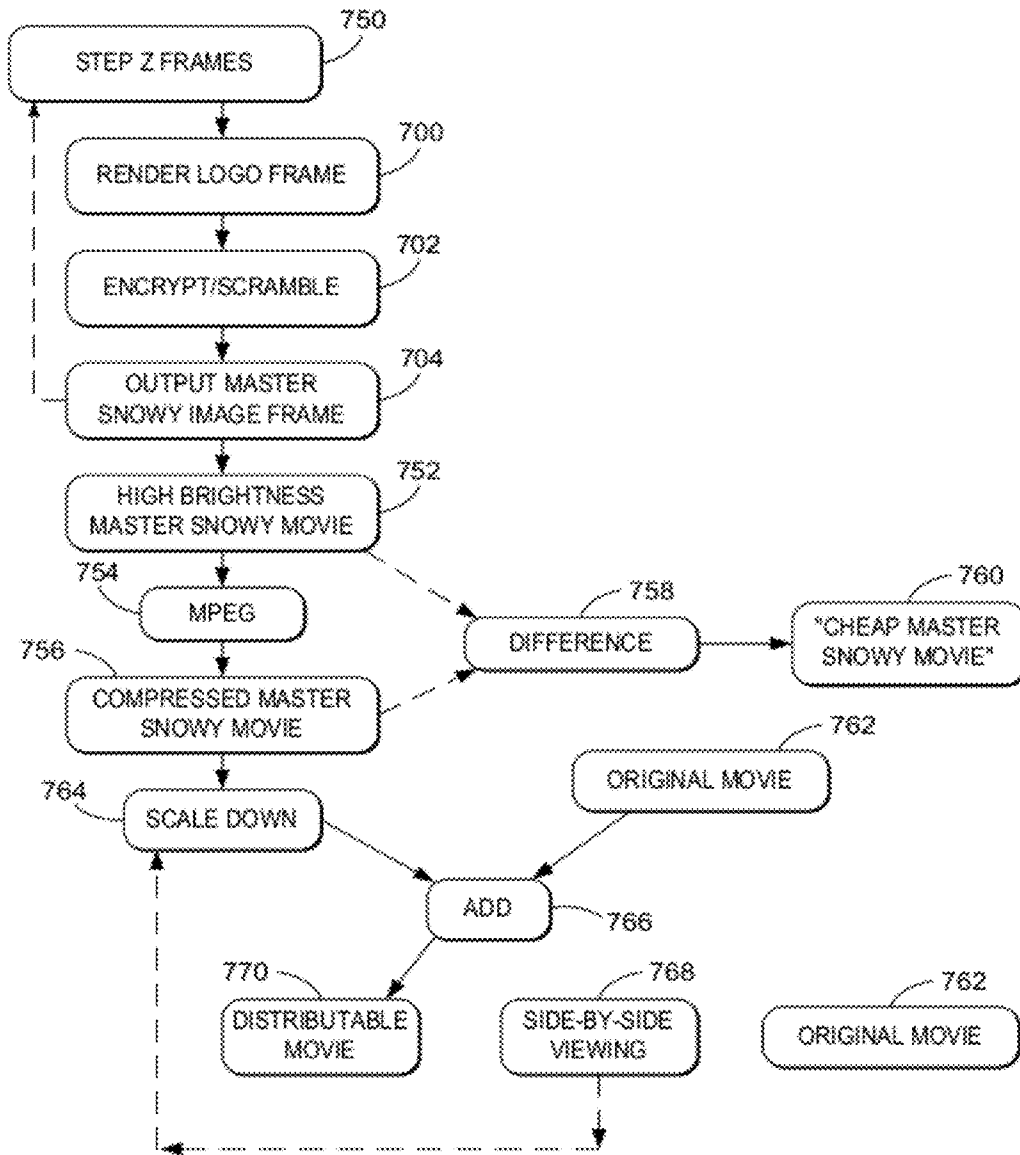 750
STEP Z FRAMES
700
RENDER LOGO FRAME
702
ENCRYPT/SCRAMBLE
704
OUTPUT MASTER
SNOWY IMAGE FRAME
752
HIGH BRIGHTNESS
MASTER SNOWY MOVIE
754
MPEG
758
DIFFERENCE
760
"CHEAP MASTER
SNOWY MOVIE"
756
COMPRESSED MASTER
SNOWY MOVIE
762
ORIGINAL MOVIE
764
SCALE DOWN
ADD
766
770
DISTRIBUTABLE
MOVIE
768
SIDE-BY-SIDE
VIEWING
762
ORIGINAL MOVIE